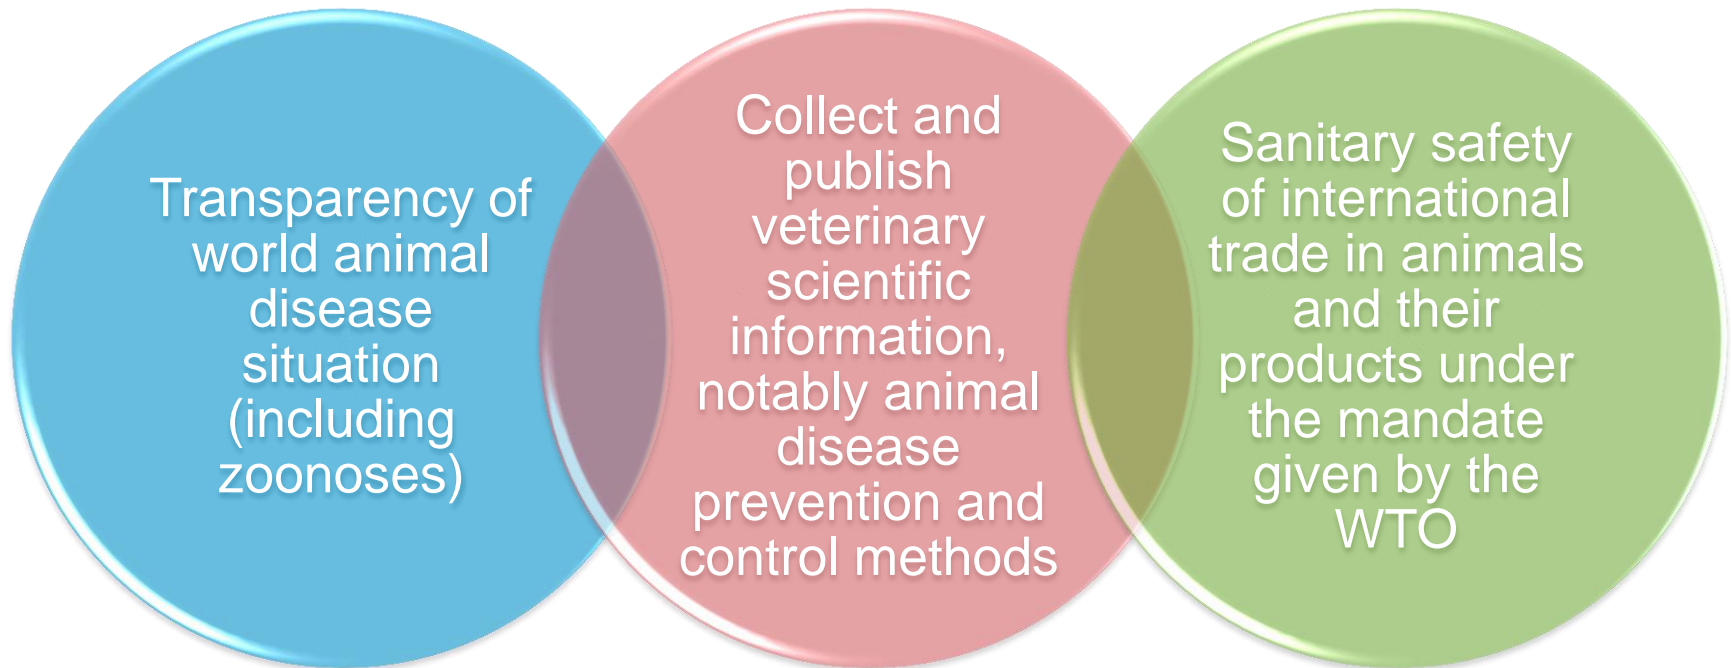 Transparency of
world animal
disease
situation
(including
zoonoses)
Collect and
publish
veterinary
scientific
information,
notably animal
disease
prevention and
control methods
Sanitary safety
of international
trade in animals
and their
products under
the mandate
given by the
WTO